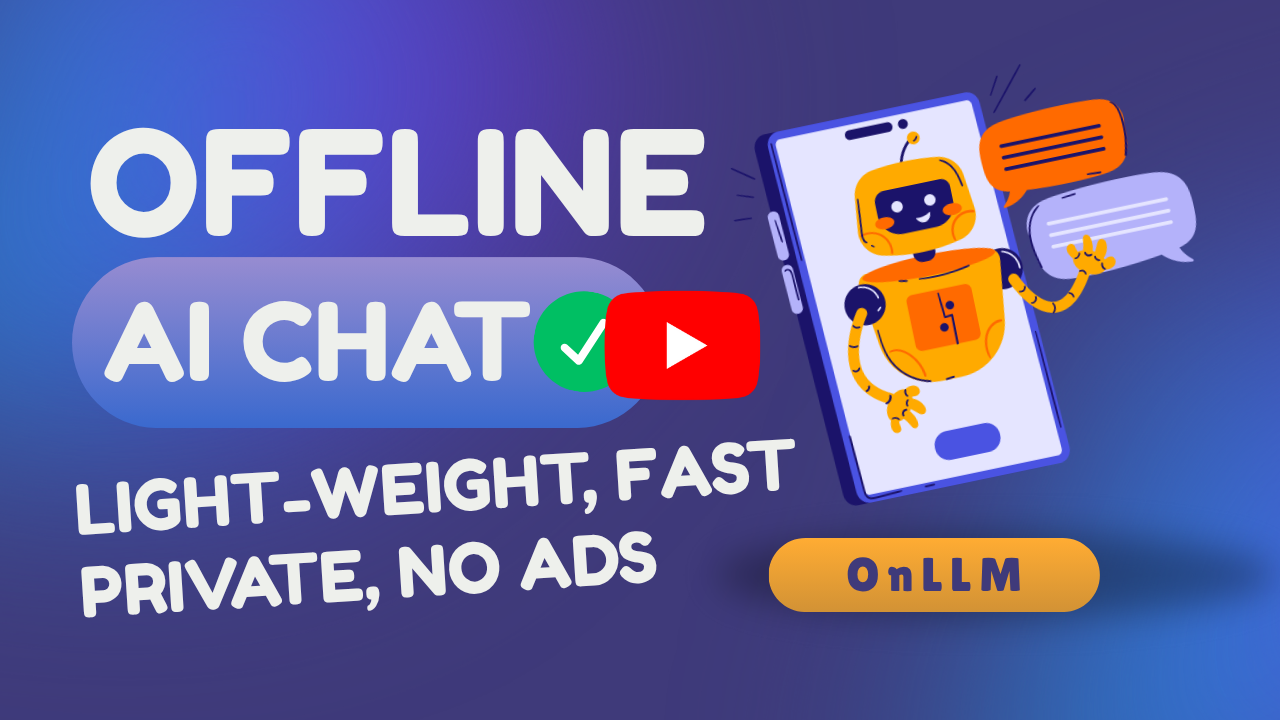 OFFLINE
AI CHAT
LIGHT-WEIGHT, FAST
PRIVATE, NO ADS
OnLLM